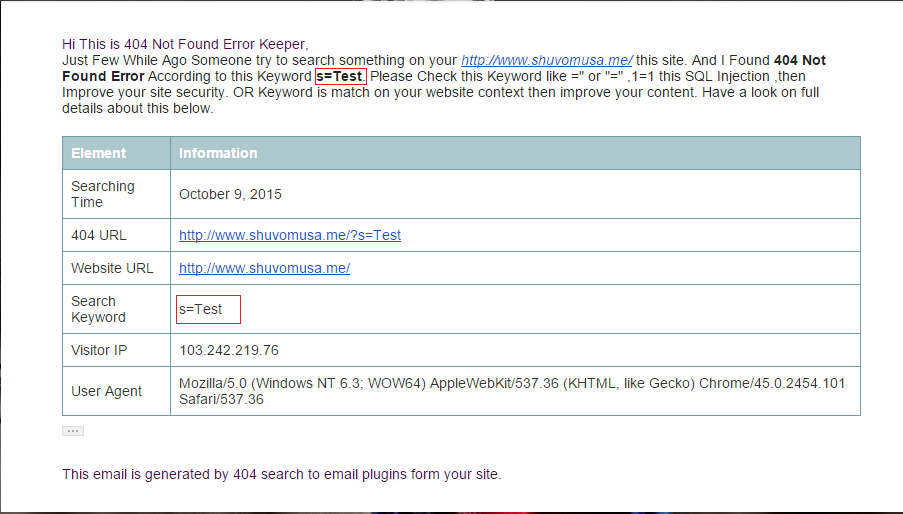 Hi This is 404 Not Found Error Keeper,
Just Few While Ago Someone try to search something on your http://www.shuvomusa.me/ this site. And I Found 404 Not
Found Error According to this Keyword s=Test. Please Check this Keyword like =" or "=" ,1=1 this SQL Injection ,then
Improve your site security. OR Keyword is match on your website context then improve your content. Have a look on full
details about this below.
Element Information
Searching
Time
October 9, 2015
404 URL http://www.shuvomusa.me/?s=Test
Website URL http://www.shuvomusa.me/
Search
Keyword
s=Test
Visitor IP 103.242.219.76
User Agent
Mozilla/5.0 (Windows NT 6.3; WOW64) AppleWebKit/537.36 (KHTML, like Gecko) Chrome/45.0.2454.101
Safari/537.36
This email is generated by 404 search to email plugins form your site.